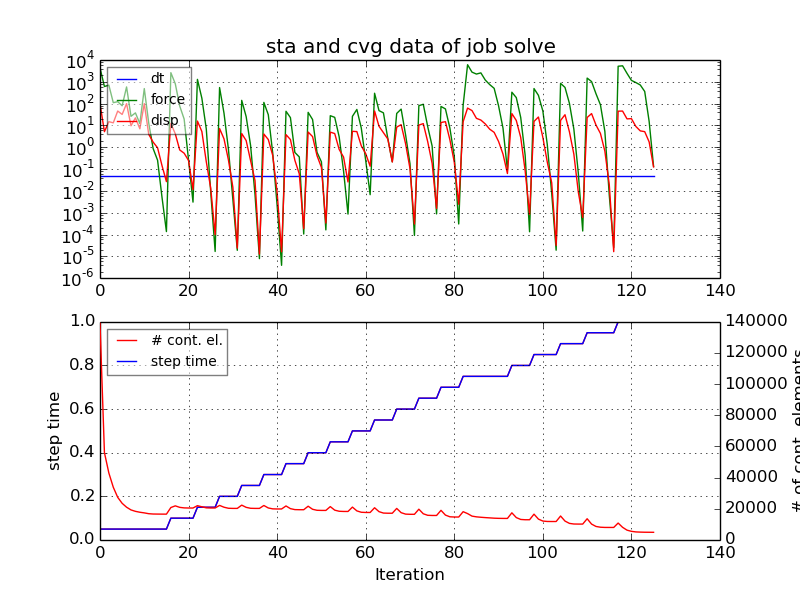 sta and cvg data of job solve
10^4
10^3
10^2
10^1
10^0
10^-1
10^-2
10^-3
10^-4
10^-5
10^-6
dt
force
disp
0 20 40 60 80 100 120 140
1.0
0.8
0.6
0.4
0.2
0.0
step time
# cont. el.
step time
140000
120000
100000
80000
60000
40000
20000
0
# of cont. elements
0 20 40 60 80 100 120 140
Iteration